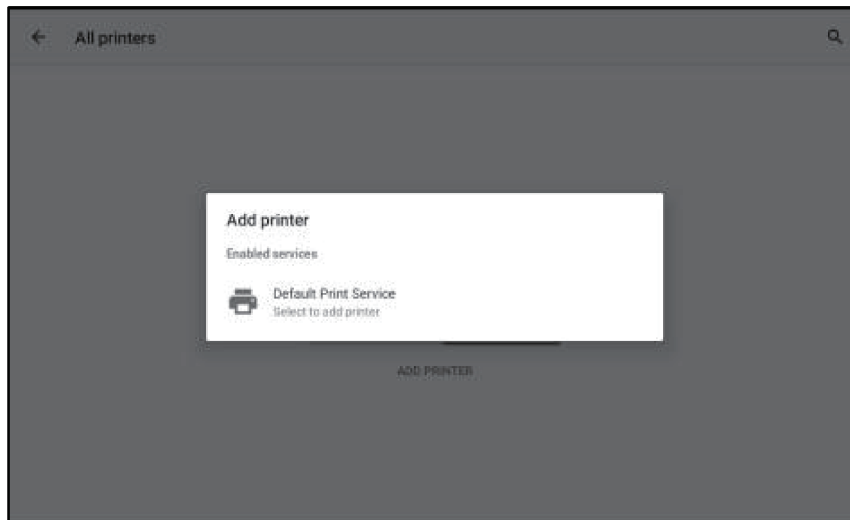 All printers
Add printer
Enabled services
Default Print Service
Select to add printer
ADD PRINTER